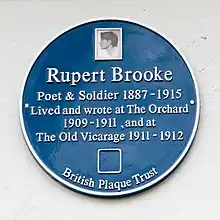 Rupert Brooke
Poet & Soldier 1887-1915
"Lived and wrote at The Orchard
1909-1911, and at
The Old Vicarage 1911-1912
British Plaque Trust